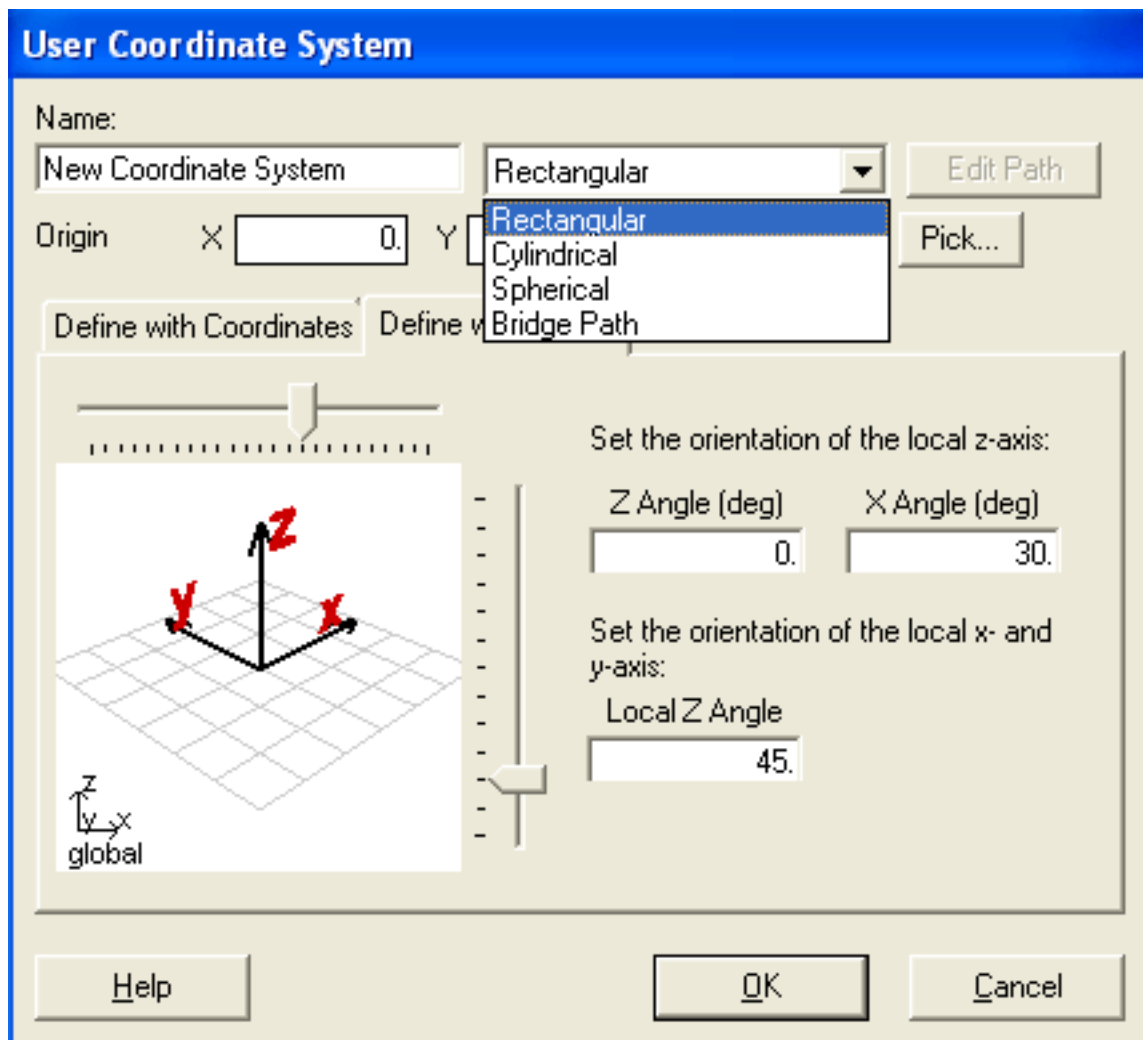 User Coordinate System
Name:
New Coordinate System
Rectangular
Edit Path
Origin
X
0.
Y
Rectangular
Cylindrical
Spherical
Bridge Path
Pick...
Define with Coordinates
Define
Set the orientation of the local z-axis:
Z Angle (deg)
X Angle (deg)
0.
30.
Set the orientation of the local x- and
y-axis:
Local Z Angle
45.
z
y
x
z
y
x
global
Help
OK
Cancel